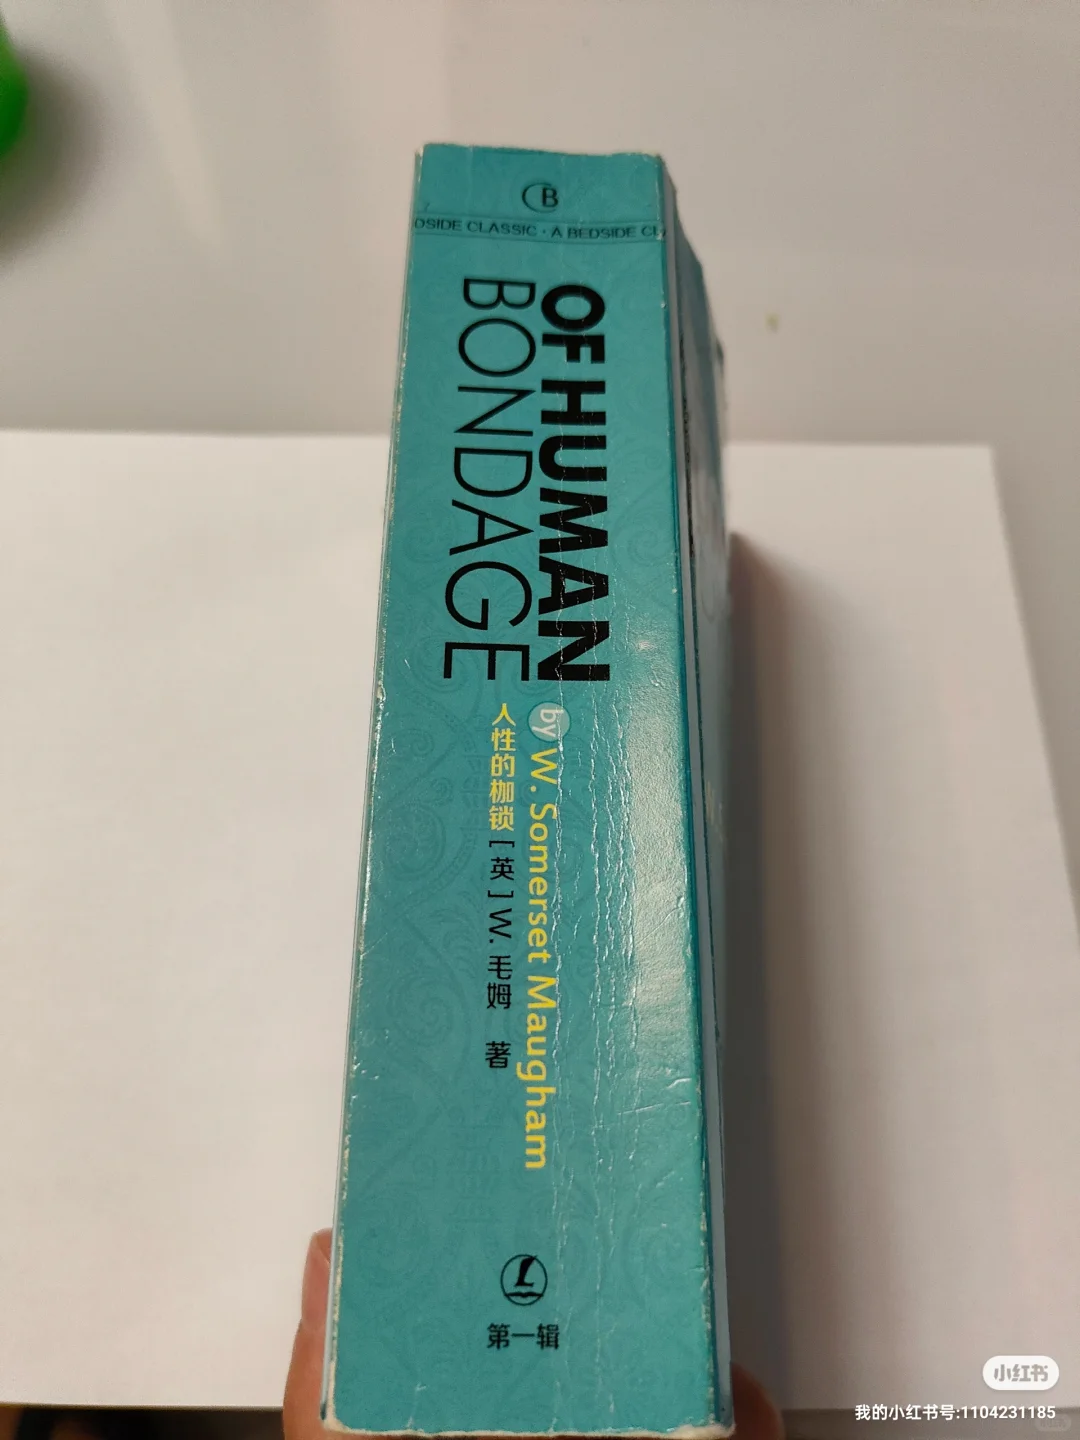 B
DSIDE CLASSIC · A BEDSIDE CL
OF HUMAN
BONDAGE
by W. Somerset Maugham
人性的枷锁 [英] W. 毛姆 著
第一辑
小红书
我的小红书号:1104231185